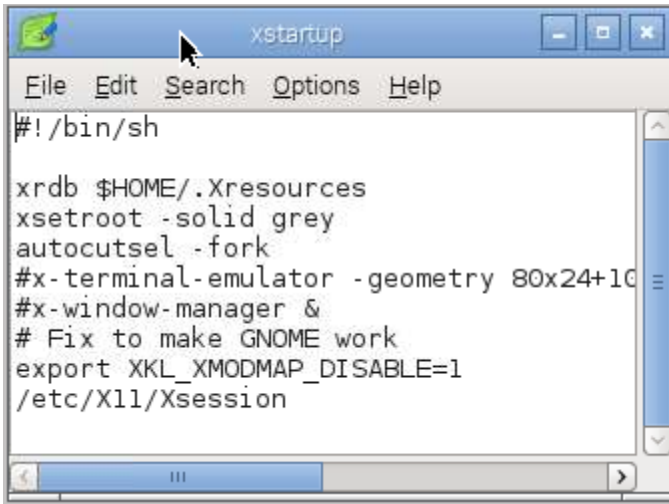 xstartup
File Edit Search Options Help
#!/bin/sh
xrdb $HOME/.Xresources
xsetroot -solid grey
autocutsel -fork
#x-terminal-emulator -geometry 80x24+10
#x-window-manager &
# Fix to make GNOME work
export XKL_XMODMAP_DISABLE=1
/etc/X11/Xsession